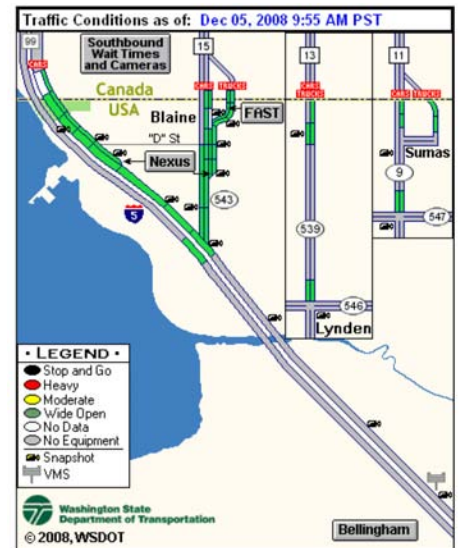 Traffic Conditions as of: Dec 05, 2008 9:55 AM PST
99
Southbound
Wait Times
and Cameras
15
13
11
CARS
CARS
TRUCKS
CARS
TRUCKS
CARS
TRUCKS
Canada
USA
Blaine
FAST
"D" St
Nexus
Sumas
9
5
543
547
539
546
Lynden
• LEGEND •
Stop and Go
Heavy
Moderate
Wide Open
No Data
No Equipment
Snapshot
VMS
Washington State
Department of Transportation
© 2008, WSDOT
Bellingham